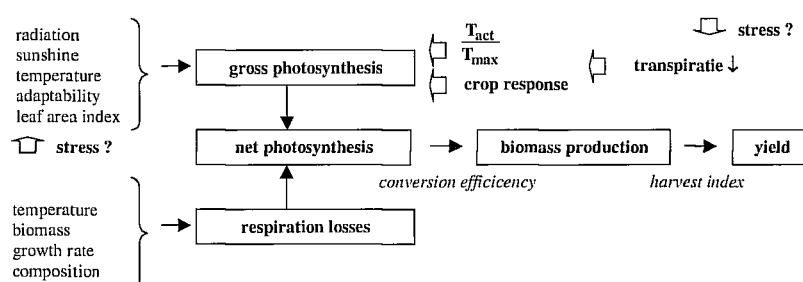 radiation
sunshine
temperature
adaptability
leaf area index
stress ?
gross photosynthesis
T_act
T_max
crop response
transpiratie ↓
stress ?
net photosynthesis
biomass production
yield
conversion efficicency
harvest index
temperature
biomass
growth rate
composition
respiration losses